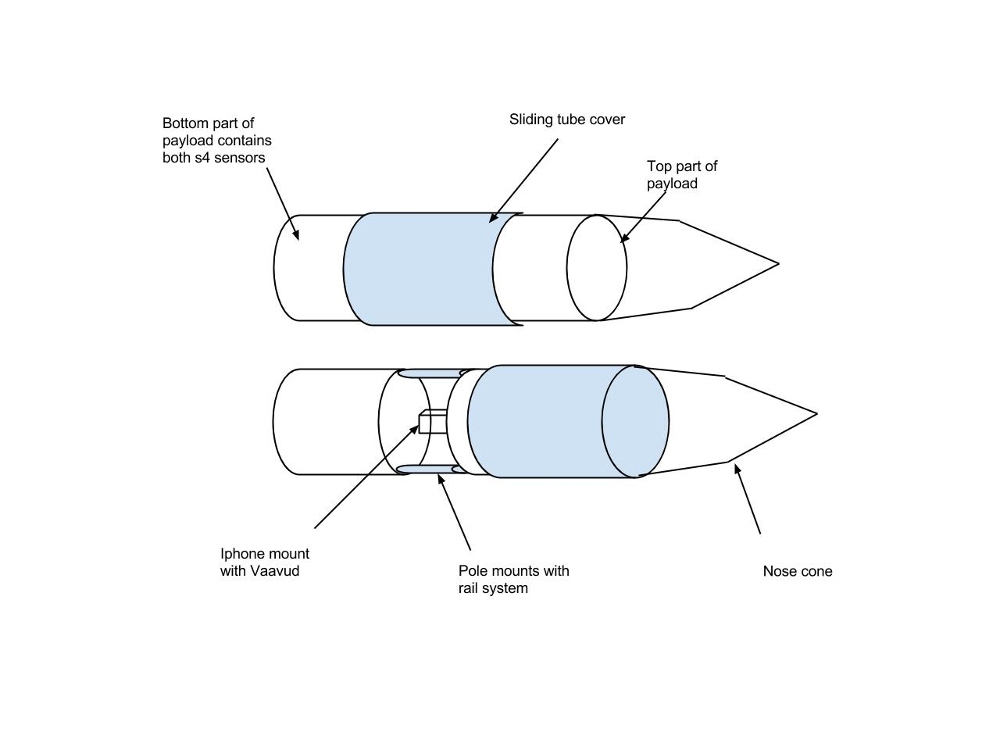 Bottom part of
payload contains
both s4 sensors
Sliding tube cover
Top part of
payload
Iphone mount
with Vaavud
Pole mounts with
rail system
Nose cone